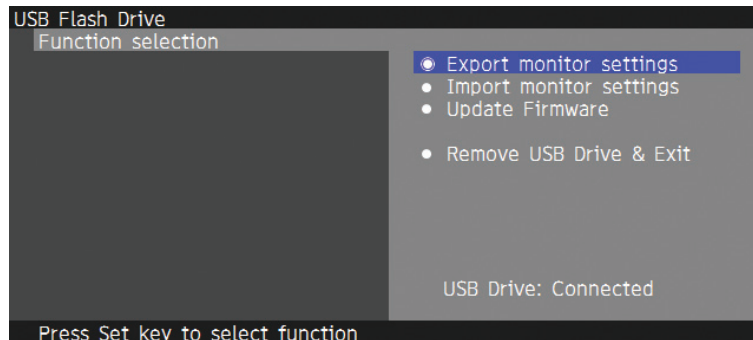 USB Flash Drive
Function selection
Export monitor settings
Import monitor settings
Update Firmware
Remove USB Drive & Exit
USB Drive: Connected
Press Set key to select function